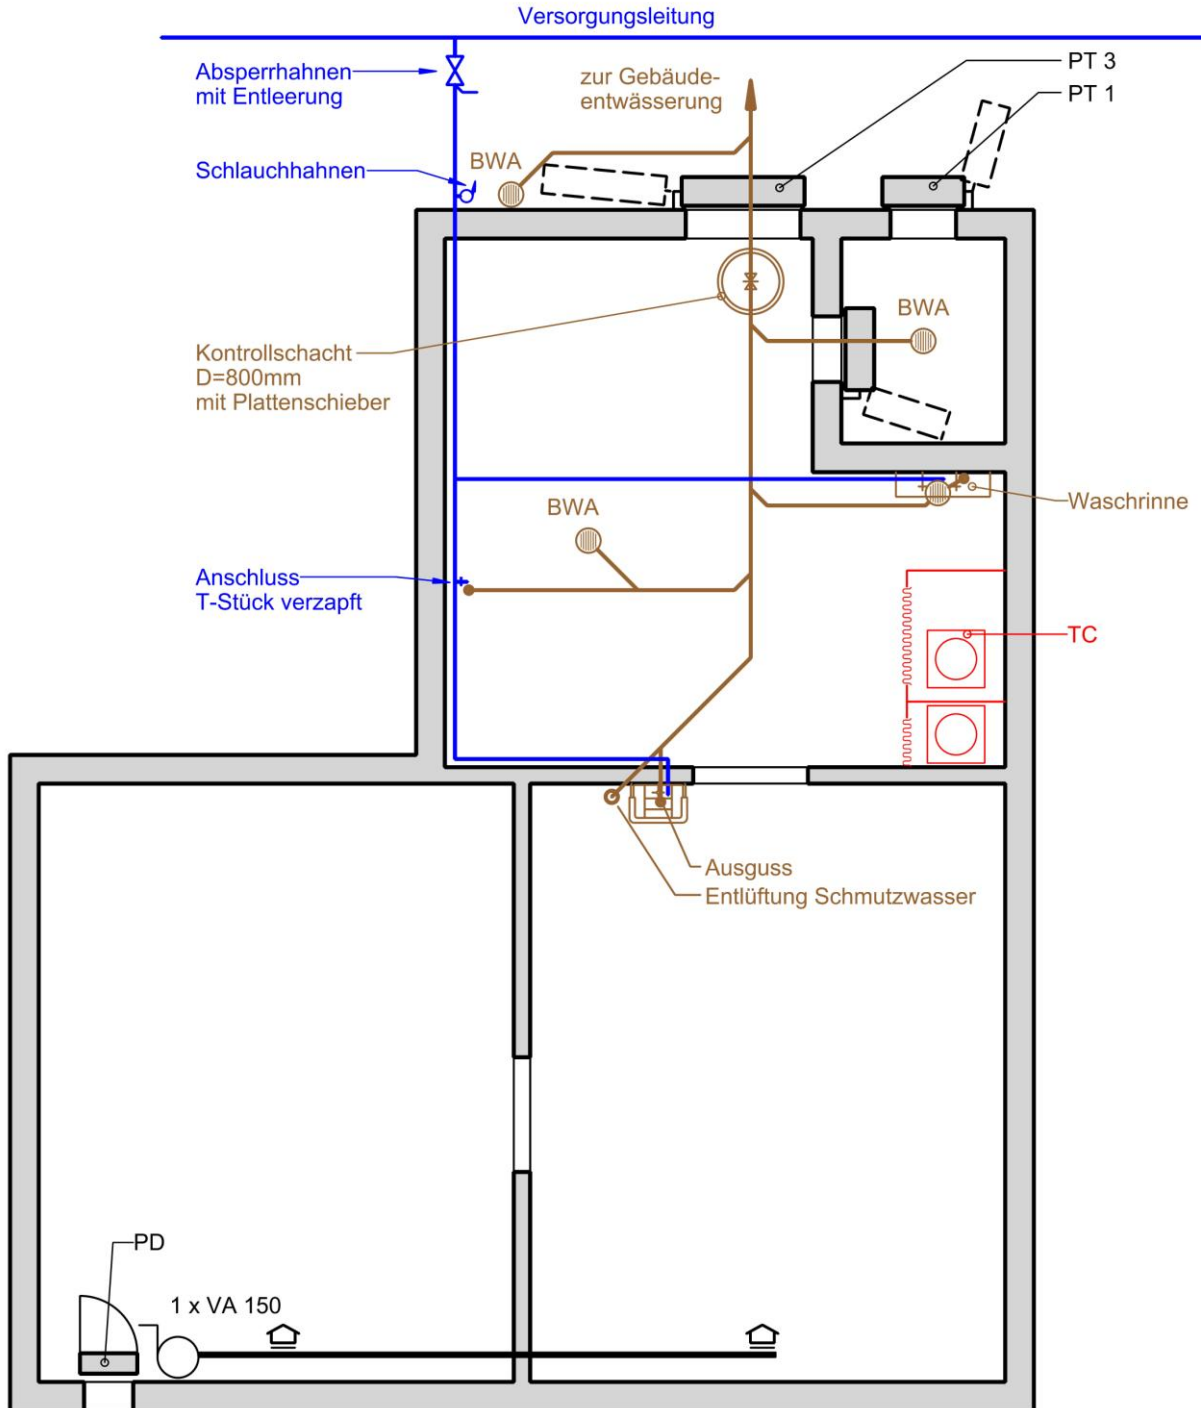 Versorgungsleitung
Absperrhahnen
mit Entleerung
zur Gebäude-
entwässerung
PT 3
PT 1
Schlauchhahnen
BWA
BWA
Kontrollschacht
D=800mm
mit Plattenschieber
Waschrinne
BWA
Anschluss
T-Stück verzapft
TC
Ausguss
Entlüftung Schmutzwasser
PD
1 x VA 150